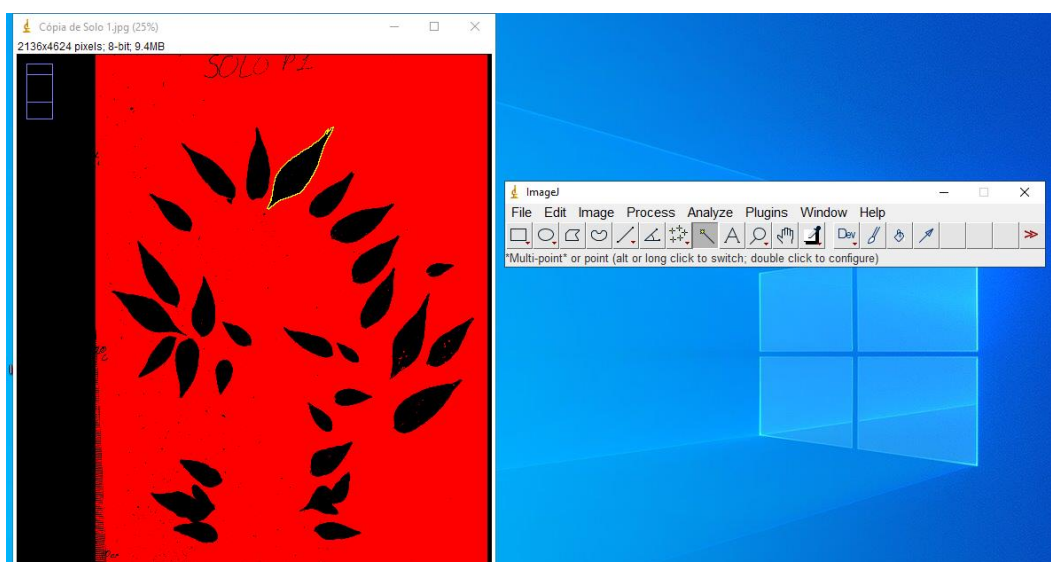 Cópia de Solo 1.jpg (25%)
2136x4624 pixels; 8-bit; 9.4MB
SOLO P1
ImageJ
File Edit Image Process Analyze Plugins Window Help
Dev
*Multi-point* or point (alt or long click to switch; double click to configure)